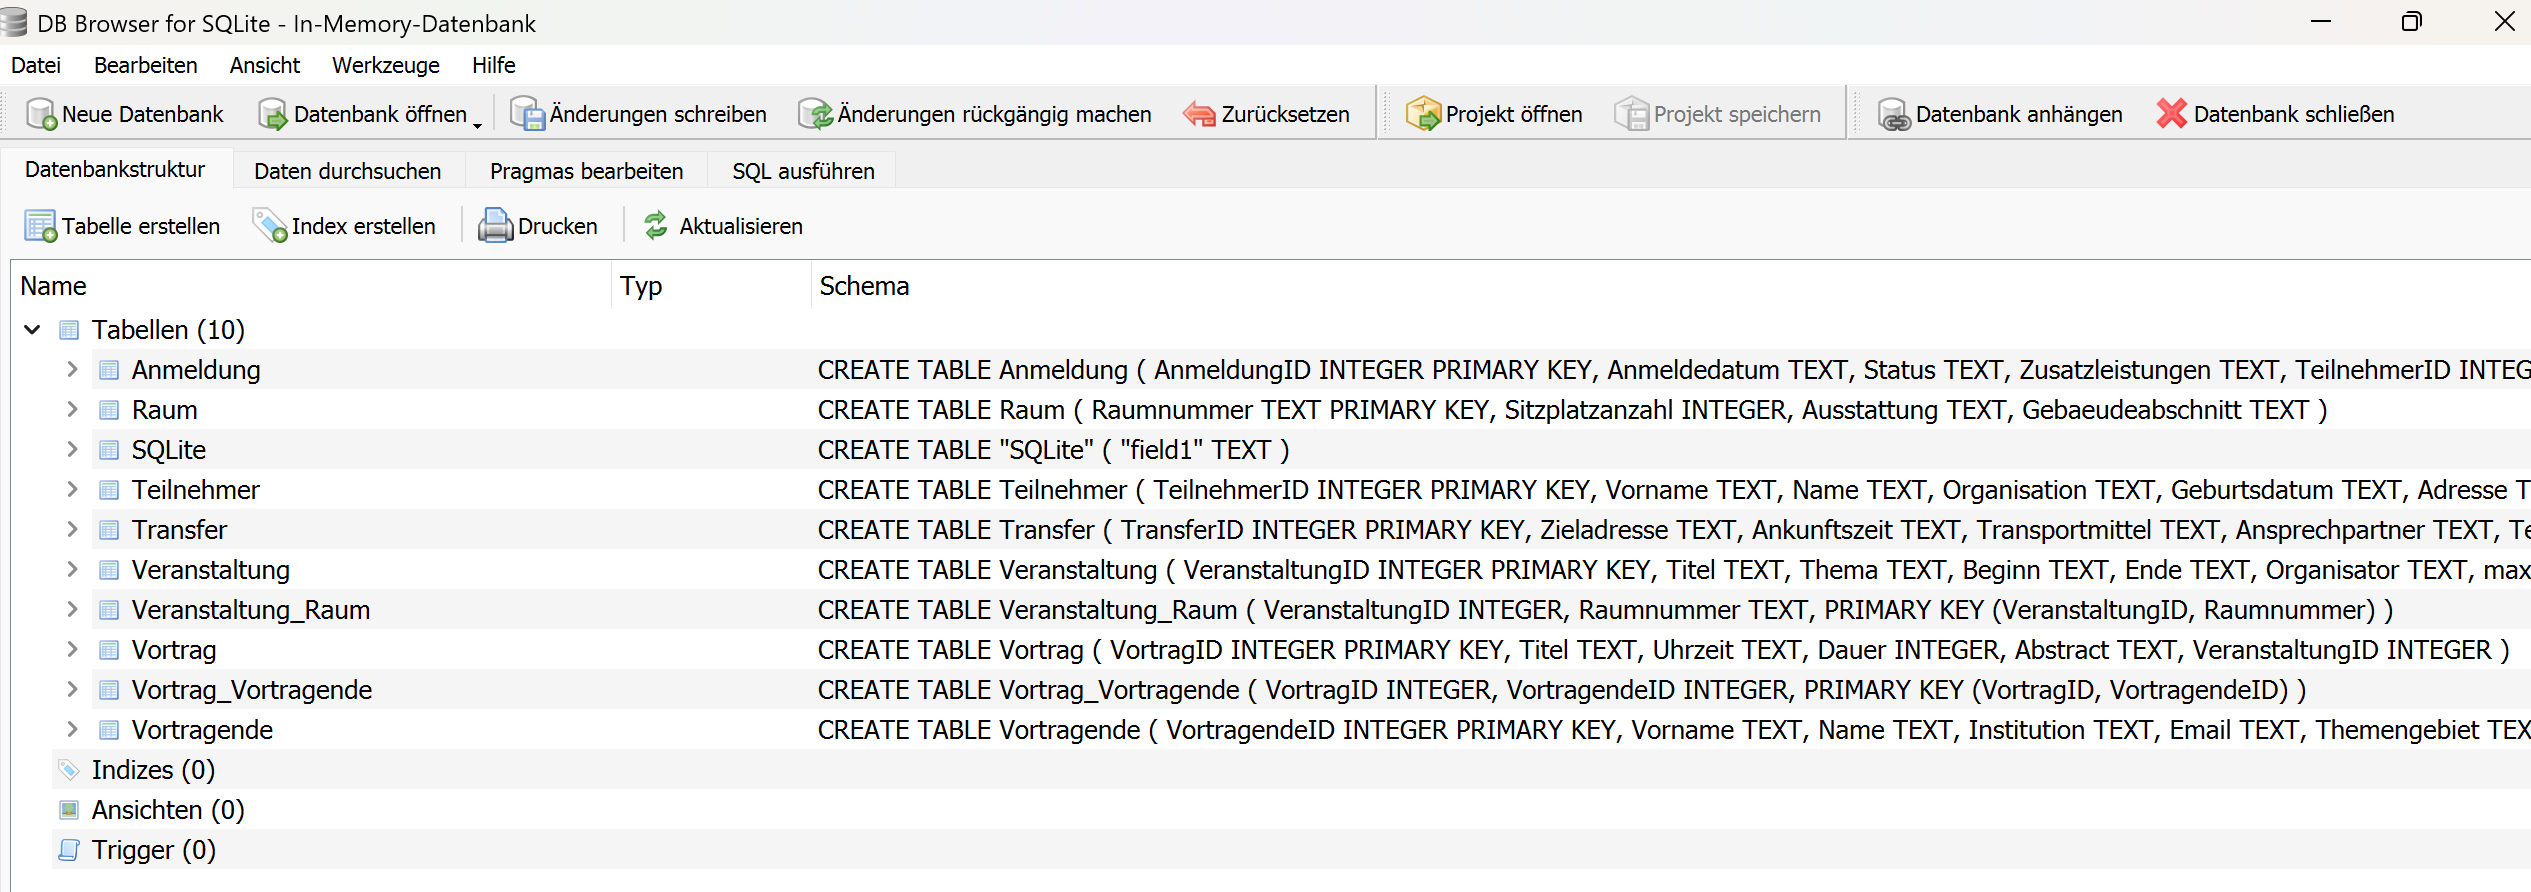 DB Browser for SQLite - In-Memory-Datenbank
Datei Bearbeiten Ansicht Werkzeuge Hilfe
Neue Datenbank Datenbank öffnen Änderungen schreiben Änderungen rückgängig machen Zurücksetzen Projekt öffnen Projekt speichern Datenbank anhängen Datenbank schließen
Datenbankstruktur Daten durchsuchen Pragmas bearbeiten SQL ausführen
Tabelle erstellen Index erstellen Drucken Aktualisieren
Name Typ Schema
Tabellen (10)
Anmeldung CREATE TABLE Anmeldung ( AnmeldungID INTEGER PRIMARY KEY, Anmeldedatum TEXT, Status TEXT, Zusatzleistungen TEXT, TeilnehmerID INTEG
Raum CREATE TABLE Raum ( Raumnummer TEXT PRIMARY KEY, Sitzplatzanzahl INTEGER, Ausstattung TEXT, Gebaeudeabschnitt TEXT )
SQLite CREATE TABLE "SQLite" ( "field1" TEXT )
Teilnehmer CREATE TABLE Teilnehmer ( TeilnehmerID INTEGER PRIMARY KEY, Vorname TEXT, Name TEXT, Organisation TEXT, Geburtsdatum TEXT, Adresse T
Transfer CREATE TABLE Transfer ( TransferID INTEGER PRIMARY KEY, Zieladresse TEXT, Ankunftszeit TEXT, Transportmittel TEXT, Ansprechpartner TEXT, Te
Veranstaltung CREATE TABLE Veranstaltung ( VeranstaltungID INTEGER PRIMARY KEY, Titel TEXT, Thema TEXT, Beginn TEXT, Ende TEXT, Organisator TEXT, max
Veranstaltung_Raum CREATE TABLE Veranstaltung_Raum ( VeranstaltungID INTEGER, Raumnummer TEXT, PRIMARY KEY (VeranstaltungID, Raumnummer) )
Vortrag CREATE TABLE Vortrag ( VortragID INTEGER PRIMARY KEY, Titel TEXT, Uhrzeit TEXT, Dauer INTEGER, Abstract TEXT, VeranstaltungID INTEGER )
Vortrag_Vortragende CREATE TABLE Vortrag_Vortragende ( VortragID INTEGER, VortragendeID INTEGER, PRIMARY KEY (VortragID, VortragendeID) )
Vortragende CREATE TABLE Vortragende ( VortragendeID INTEGER PRIMARY KEY, Vorname TEXT, Name TEXT, Institution TEXT, Email TEXT, Themengebiet TEX
Indizes (0)
Ansichten (0)
Trigger (0)